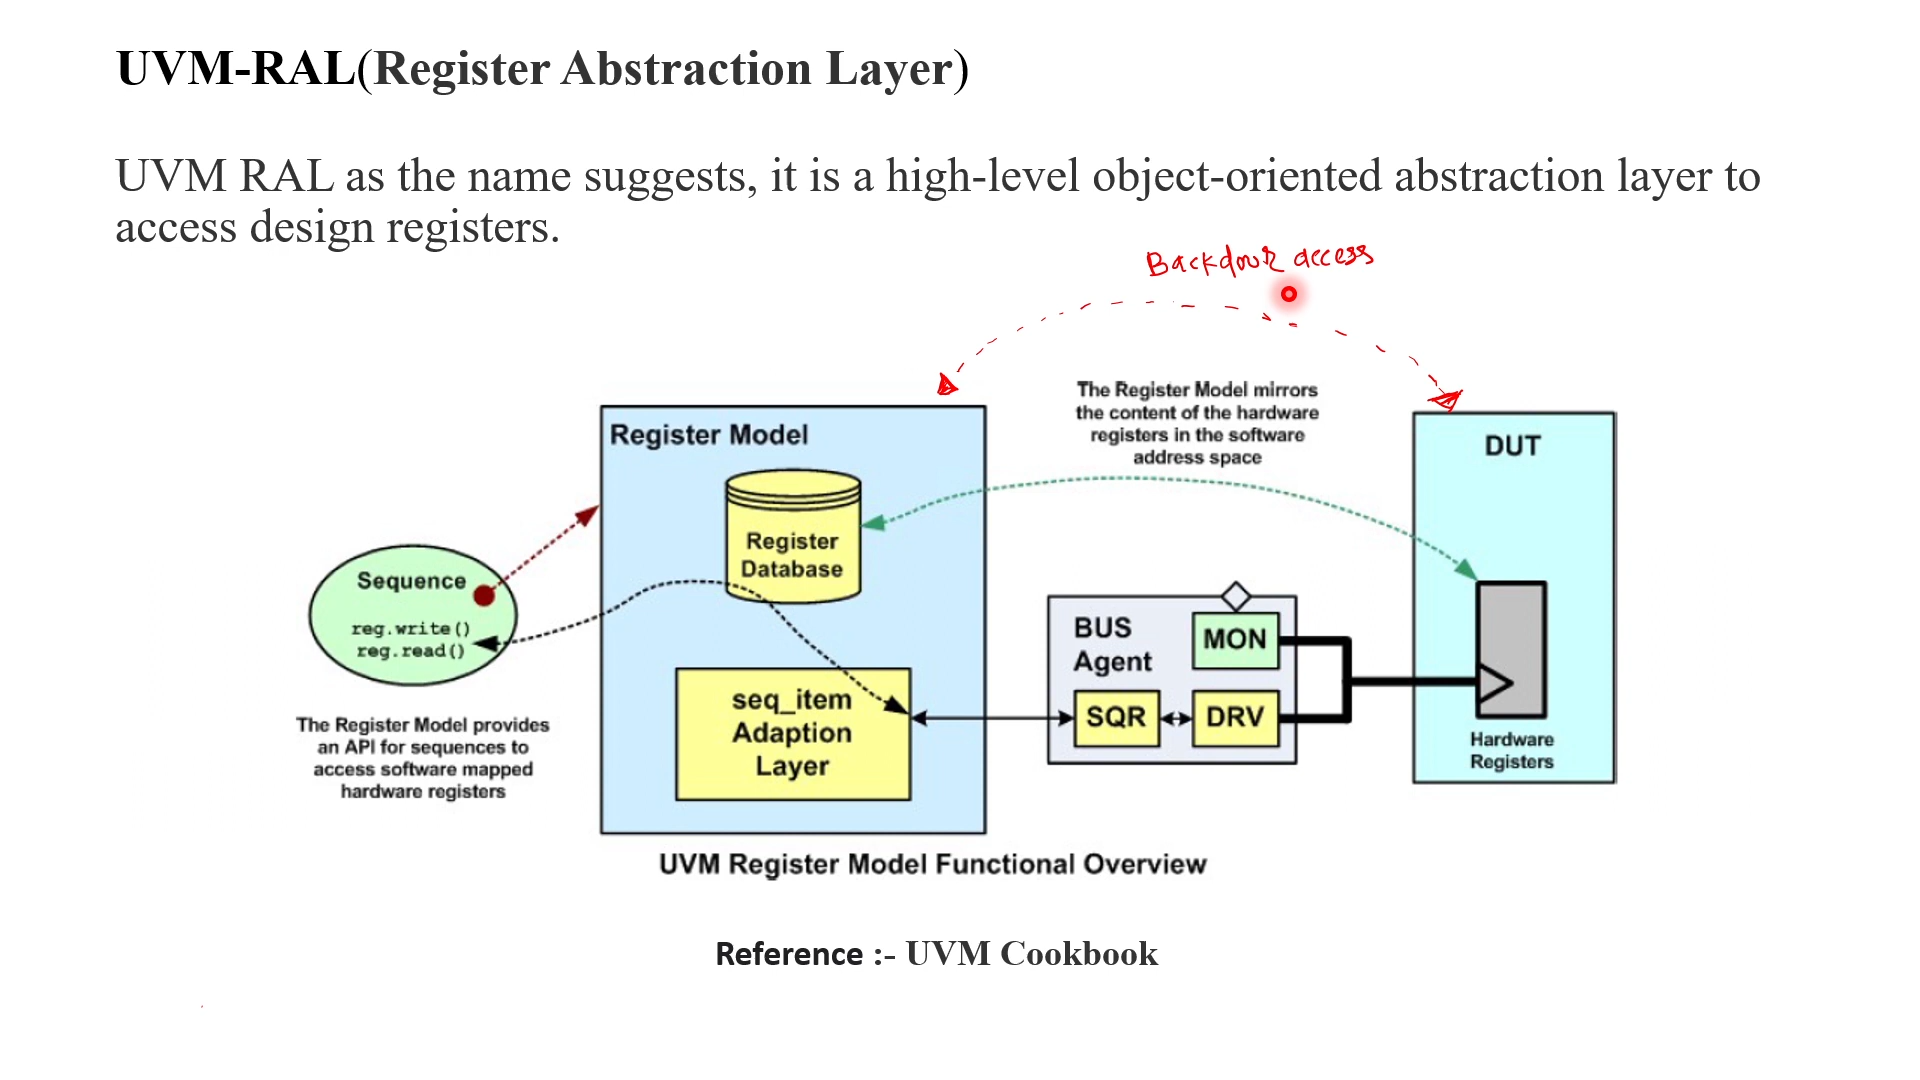 UVM-RAL(Register Abstraction Layer)
UVM RAL as the name suggests, it is a high-level object-oriented abstraction layer to
access design registers.
Backdoor access
The Register Model mirrors
the content of the hardware
registers in the software
address space
Register Model
DUT
Register
Database
Sequence
reg.write()
reg.read()
BUS
Agent
MON
seq_item
Adaption
Layer
SQR
DRV
Hardware
Registers
The Register Model provides
an API for sequences to
access software mapped
hardware registers
UVM Register Model Functional Overview
Reference :- UVM Cookbook